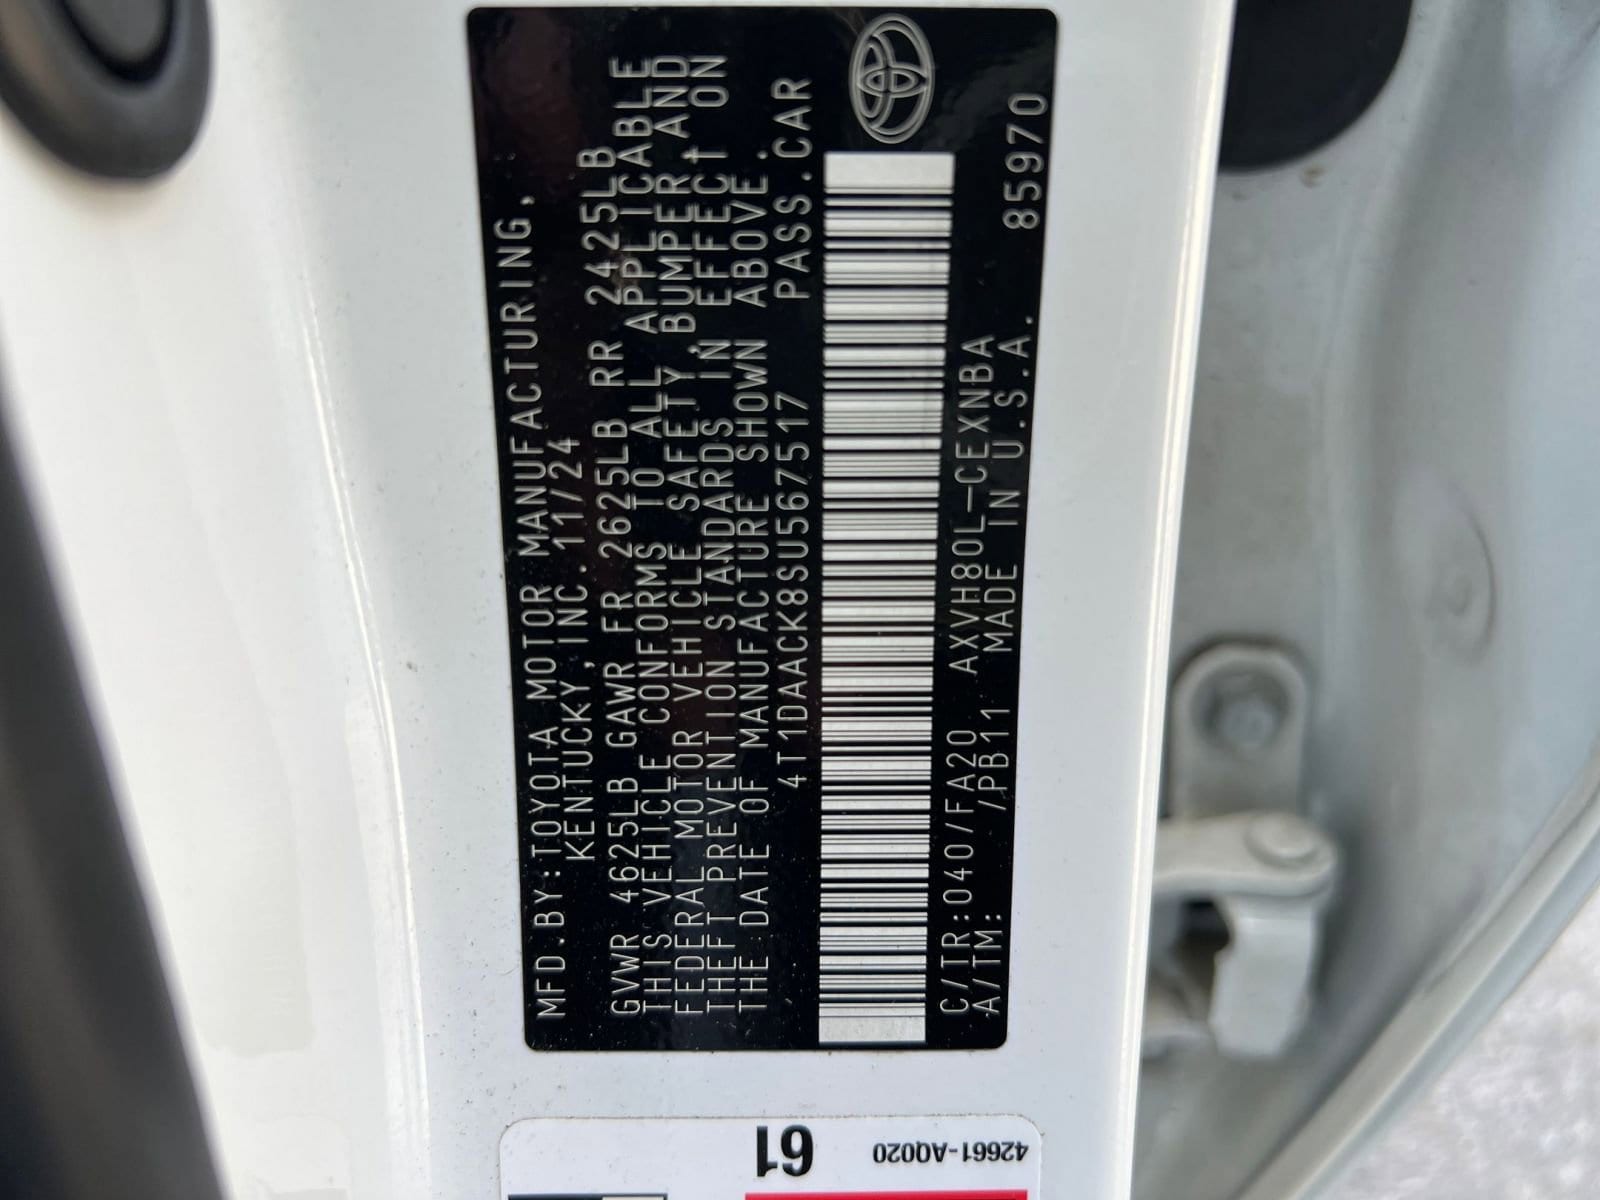 MFD.BY:TOYOTA MOTOR MANUFACTURING,
KENTUCKY, INC. 11/24
GVWR 4625LB GAWR FR 2625LB RR 2425LB
THIS VEHICLE CONFORMS TO ALL APPLICABLE
FEDERAL MOTOR VEHICLE SAFETY, BUMPER AND
THEFT PREVENTION STANDARDS IN EFFECT ON
THE DATE OF MANUFACTURE SHOWN ABOVE.
4T1DAACK8SU567517 PASS.CAR
C/TR:040/FA20 AXVH80L-CEXNBA 85970
A/TM: /PB11 MADE IN U.S.A.
61
42661-AQ020